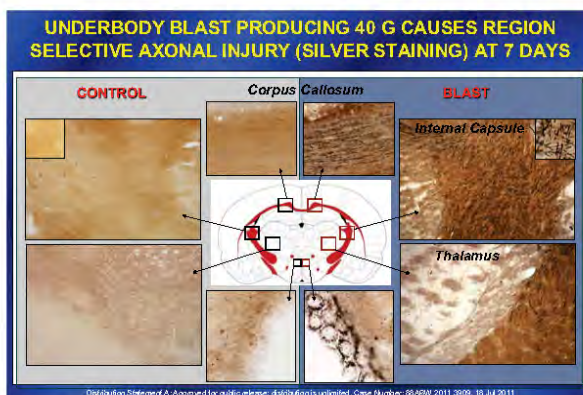 UNDERBODY BLAST PRODUCING 40 G CAUSES REGION
SELECTIVE AXONAL INJURY (SILVER STAINING) AT 7 DAYS
CONTROL
Corpus Callosum
BLAST
Internal Capsule
Thalamus
Distribution Statement A: Approved for public release; distribution is unlimited. Case Number: 88ABW 2011 3909, 18 Jul 2011